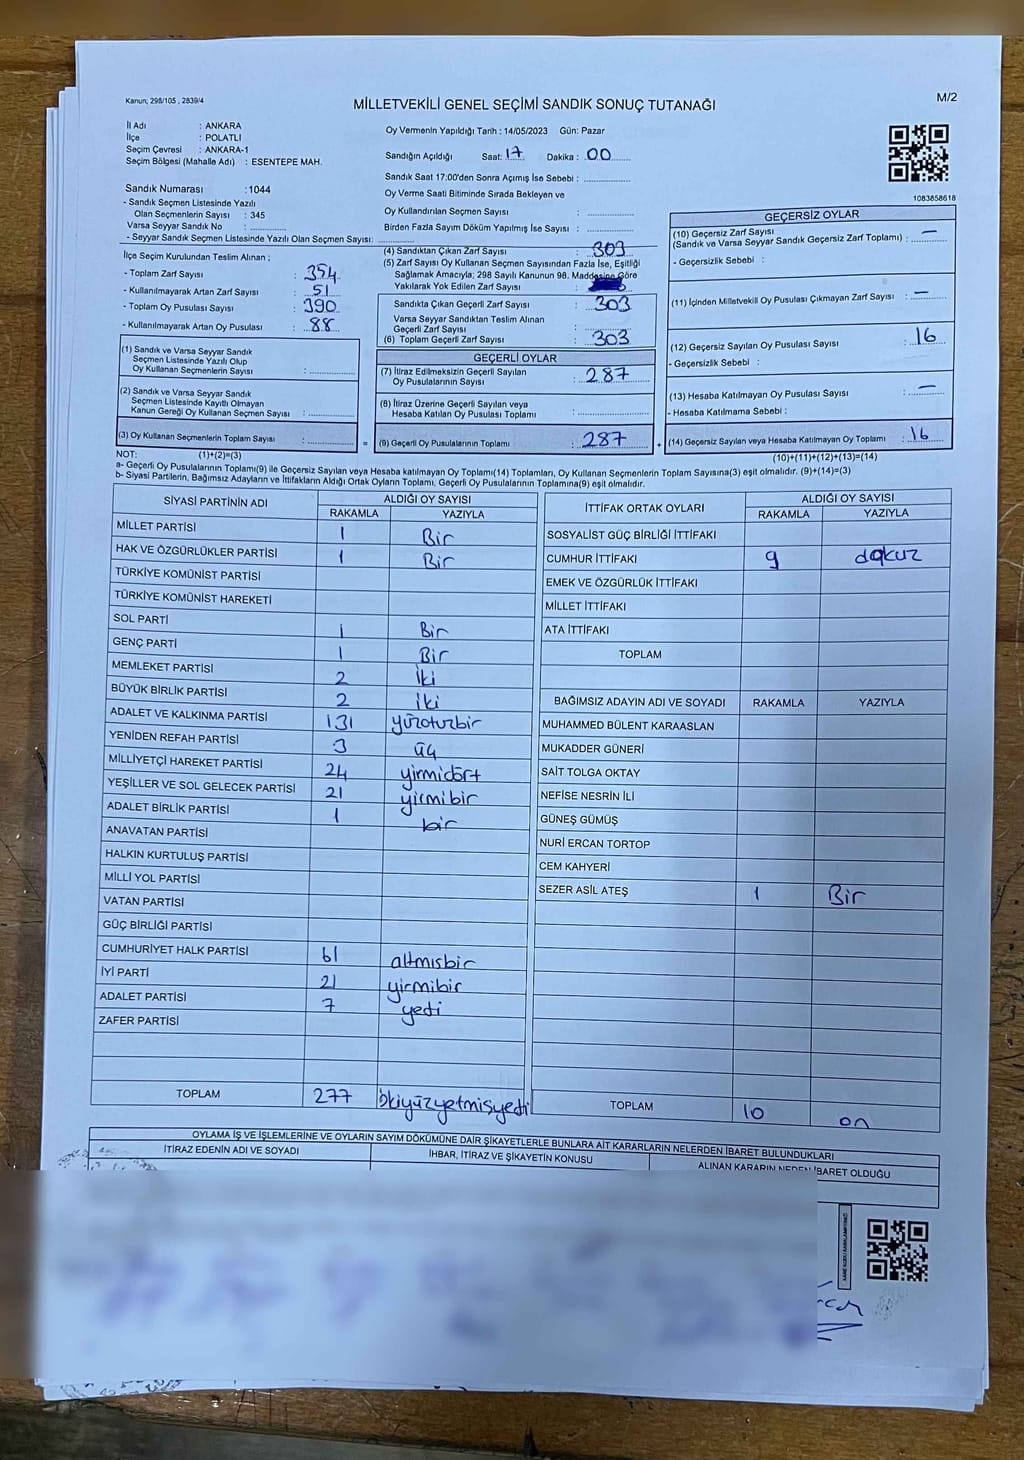 Kanun; 298/105 , 2839/4
MİLLETVEKİLİ GENEL SEÇİMİ SANDIK SONUÇ TUTANAĞI
M/2
İl Adı : ANKARA
İlçe : POLATLI
Seçim Çevresi : ANKARA-1
Seçim Bölgesi (Mahalle Adı) : ESENTEPE MAH.
Sandık Numarası : 1044
- Sandık Seçmen Listesinde Yazılı
Olan Seçmenlerin Sayısı : 345
Varsa Seyyar Sandık No : ..............
- Seyyar Sandık Seçmen Listesinde Yazılı Olan Seçmen Sayısı: ..............
Oy Vermenin Yapıldığı Tarih : 14/05/2023 Gün: Pazar
Sandığın Açıldığı Saat: 17 Dakika : 00
Sandık Saat 17:00'den Sonra Açımış İse Sebebi : ..............
Oy Verme Saati Bitiminde Sırada Bekleyen ve
Oy Kullandırılan Seçmen Sayısı : ..............
Birden Fazla Sayım Döküm Yapılmış İse Sayısı : ..............
1083858618
İlçe Seçim Kurulundan Teslim Alınan ;
- Toplam Zarf Sayısı : 354
- Kullanılmayarak Artan Zarf Sayısı : 51
- Toplam Oy Pusulası Sayısı : 390
- Kullanılmayarak Artan Oy Pusulası : 88
(1) Sandık ve Varsa Seyyar Sandık
Seçmen Listesinde Yazılı Olup
Oy Kullanan Seçmenlerin Sayısı : ..............
(2) Sandık ve Varsa Seyyar Sandık
Seçmen Listesinde Kayıtlı Olmayan
Kanun Gereği Oy Kullanan Seçmen Sayısı : ..............
(3) Oy Kullanan Seçmenlerin Toplam Sayısı : ..............
(4) Sandıktan Çıkan Zarf Sayısı : 303
(5) Zarf Sayısı Oy Kullanan Seçmen Sayısından Fazla İse, Eşitliği
Sağlamak Amacıyla; 298 Sayılı Kanunun 98. Maddesine Göre
Yakılarak Yok Edilen Zarf Sayısı :
Sandıkta Çıkan Geçerli Zarf Sayısı : 303
Varsa Seyyar Sandıktan Teslim Alınan
Geçerli Zarf Sayısı : ..............
(6) Toplam Geçerli Zarf Sayısı : 303
GEÇERLİ OYLAR
(7) İtiraz Edilmeksizin Geçerli Sayılan
Oy Pusulalarının Sayısı : 287
(8) İtiraz Üzerine Geçerli Sayılan veya
Hesaba Katılan Oy Pusulası Toplamı : ..............
= (9) Geçerli Oy Pusulalarının Toplamı : 287 +
GEÇERSİZ OYLAR
(10) Geçersiz Zarf Sayısı
(Sandık ve Varsa Seyyar Sandık Geçersiz Zarf Toplamı) : —
- Geçersizlik Sebebi :
(11) İçinden Milletvekili Oy Pusulası Çıkmayan Zarf Sayısı : —
(12) Geçersiz Sayılan Oy Pusulası Sayısı : 16
- Geçersizlik Sebebi :
(13) Hesaba Katılmayan Oy Pusulası Sayısı : —
- Hesaba Katılmama Sebebi :
(14) Geçersiz Sayılan veya Hesaba Katılmayan Oy Toplamı : 16
NOT: (1)+(2)=(3)
(10)+(11)+(12)+(13)=(14)
a- Geçerli Oy Pusulalarının Toplamı(9) ile Geçersiz Sayılan veya Hesaba katılmayan Oy Toplamı(14) Toplamları, Oy Kullanan Seçmenlerin Toplam Sayısına(3) eşit olmalıdır. (9)+(14)=(3)
b- Siyasi Partilerin, Bağımsız Adayların ve İttifakların Aldığı Ortak Oyların Toplamı, Geçerli Oy Pusulalarının Toplamına(9) eşit olmalıdır.
SİYASİ PARTİNİN ADI
ALDIĞI OY SAYISI
RAKAMLA YAZIYLA
MİLLET PARTİSİ 1 Bir
HAK VE ÖZGÜRLÜKLER PARTİSİ 1 Bir
TÜRKİYE KOMÜNİST PARTİSİ
TÜRKİYE KOMÜNİST HAREKETİ
SOL PARTİ 1 Bir
GENÇ PARTİ 1 Bir
MEMLEKET PARTİSİ 2 iki
BÜYÜK BİRLİK PARTİSİ 2 iki
ADALET VE KALKINMA PARTİSİ 131 yüzotuzbir
YENİDEN REFAH PARTİSİ 3 üç
MİLLİYETÇİ HAREKET PARTİSİ 24 yirmidört
YEŞİLLER VE SOL GELECEK PARTİSİ 21 yirmibir
ADALET BİRLİK PARTİSİ 1 bir
ANAVATAN PARTİSİ
HALKIN KURTULUŞ PARTİSİ
MİLLİ YOL PARTİSİ
VATAN PARTİSİ
GÜÇ BİRLİĞİ PARTİSİ
CUMHURİYET HALK PARTİSİ 61 altmısbir
İYİ PARTİ 21 yirmibir
ADALET PARTİSİ 7 yedi
ZAFER PARTİSİ
TOPLAM 277 ikiyüzyetmişyedi
İTTİFAK ORTAK OYLARI
ALDIĞI OY SAYISI
RAKAMLA YAZIYLA
SOSYALİST GÜÇ BİRLİĞİ İTTİFAKI
CUMHUR İTTİFAKI 9 dokuz
EMEK VE ÖZGÜRLÜK İTTİFAKI
MİLLET İTTİFAKI
ATA İTTİFAKI
TOPLAM
BAĞIMSIZ ADAYIN ADI VE SOYADI RAKAMLA YAZIYLA
MUHAMMED BÜLENT KARAASLAN
MUKADDER GÜNERİ
SAİT TOLGA OKTAY
NEFİSE NESRİN İLİ
GÜNEŞ GÜMÜŞ
NURİ ERCAN TORTOP
CEM KAHYERİ
SEZER ASİL ATEŞ 1 Bir
TOPLAM 10 on
OYLAMA İŞ VE İŞLEMLERİNE VE OYLARIN SAYIM DÖKÜMÜNE DAİR ŞİKAYETLERLE BUNLARA AİT KARARLARIN NELERDEN İBARET BULUNDUKLARI
İTİRAZ EDENİN ADI VE SOYADI
İHBAR, İTİRAZ VE ŞİKAYETİN KONUSU
ALINAN KARARIN NEDEN İBARET OLDUĞU